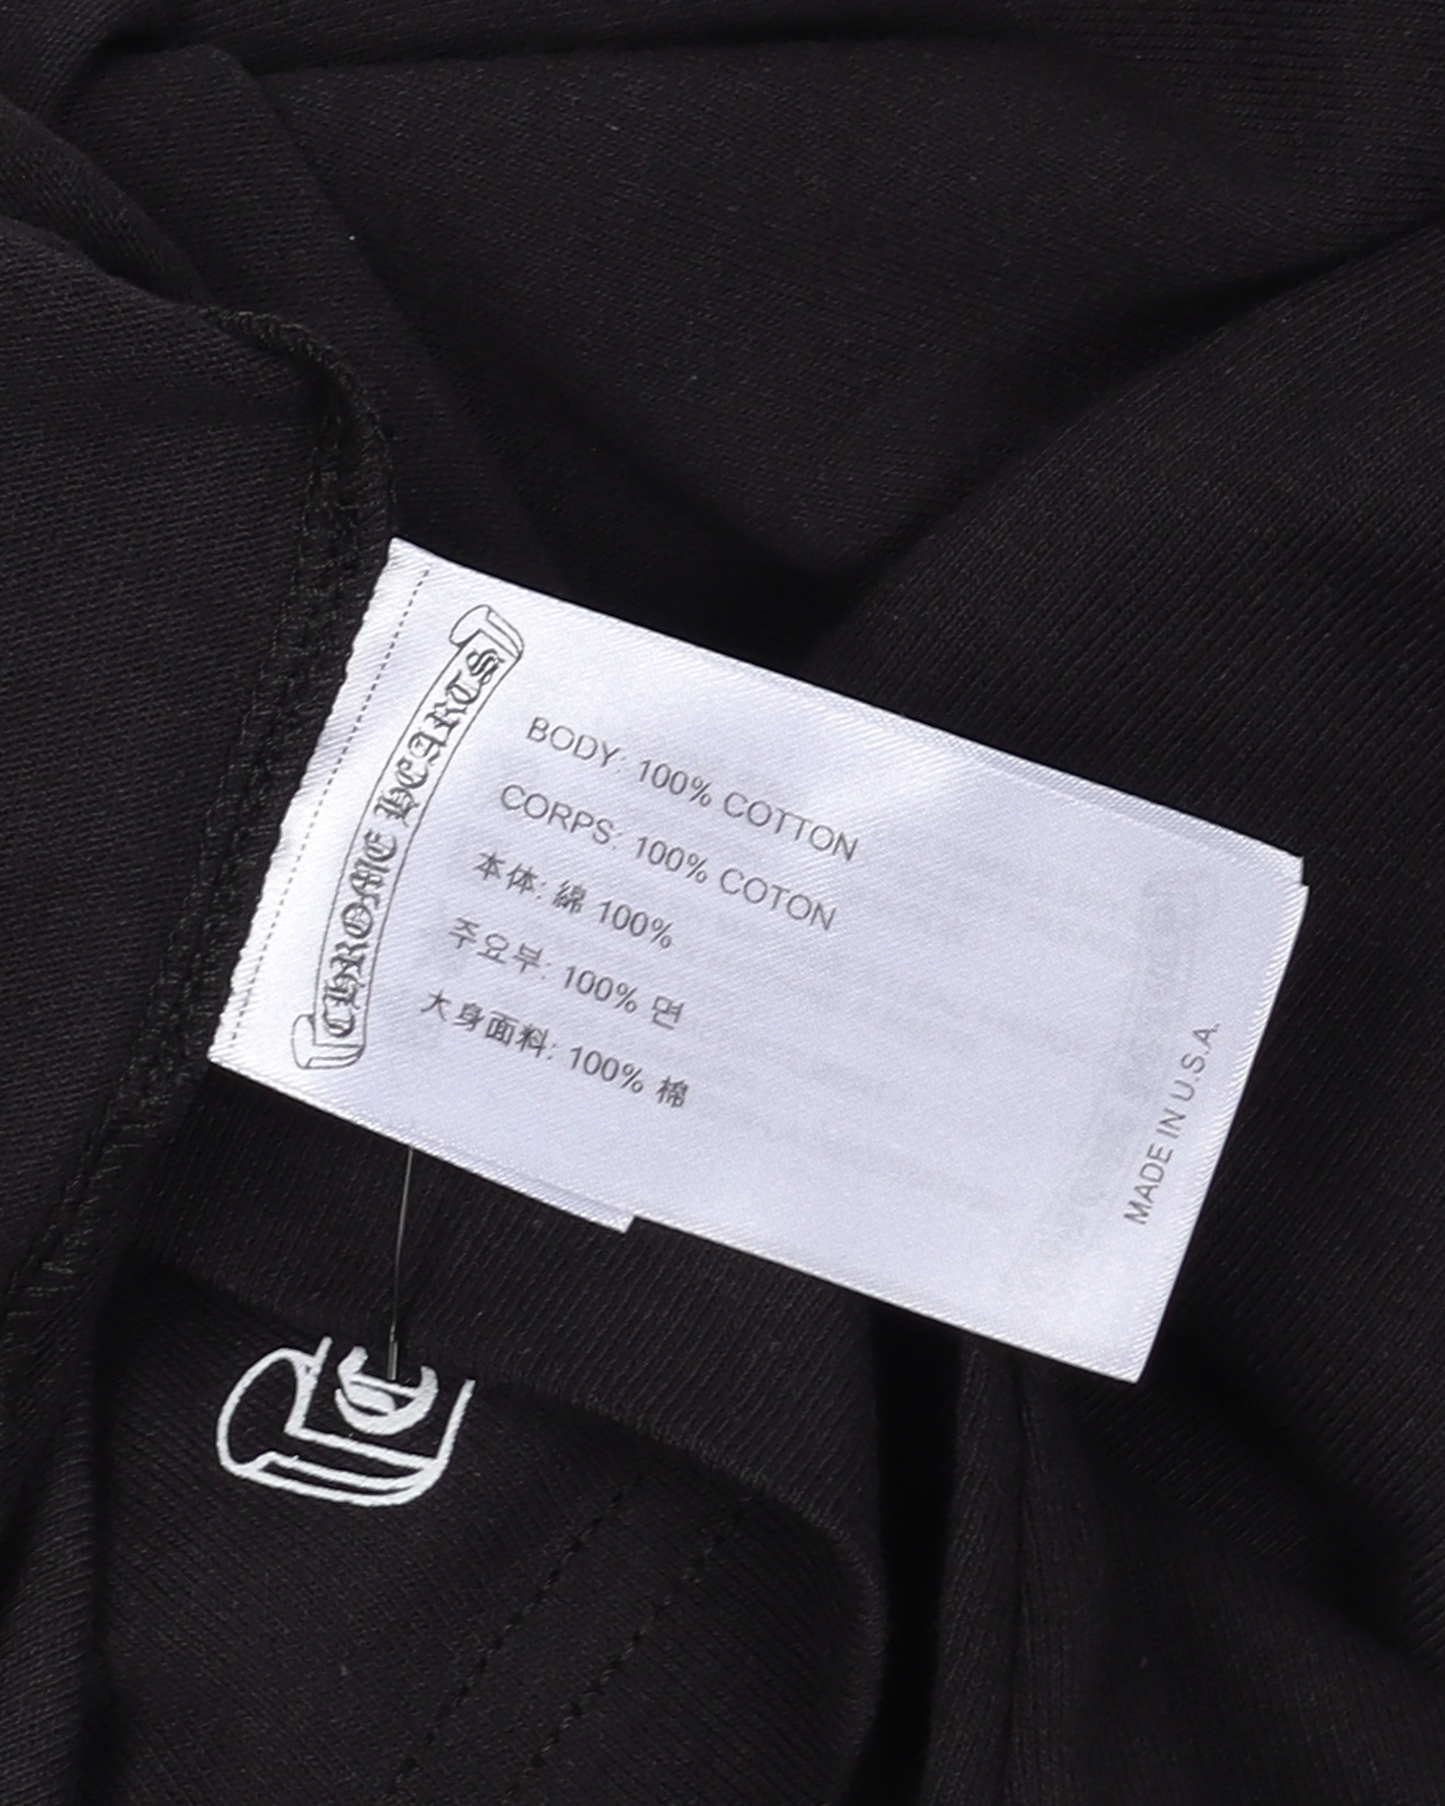 CHROME HEARTS
BODY: 100% COTTON
CORPS: 100% COTON
本体: 綿 100%
주요부: 100% 면
大身面料: 100% 棉
MADE IN U.S.A.